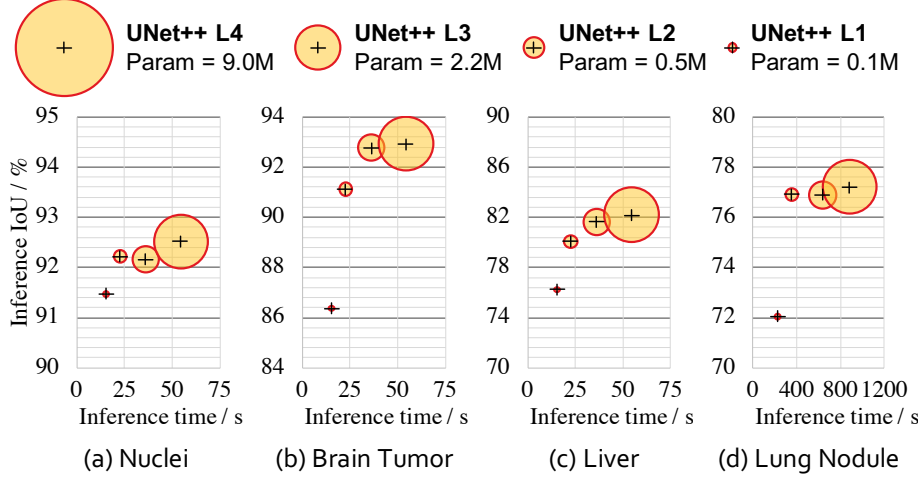 UNet++ L4
Param = 9.0M
UNet++ L3
Param = 2.2M
UNet++ L2
Param = 0.5M
UNet++ L1
Param = 0.1M
Inference IoU / %
95
94
93
92
91
90
0 25 50 75
Inference time / s
(a) Nuclei
94
92
90
88
86
84
0 25 50 75
Inference time / s
(b) Brain Tumor
90
86
82
78
74
70
0 25 50 75
Inference time / s
(c) Liver
80
78
76
74
72
70
0 400 800 1200
Inference time / s
(d) Lung Nodule